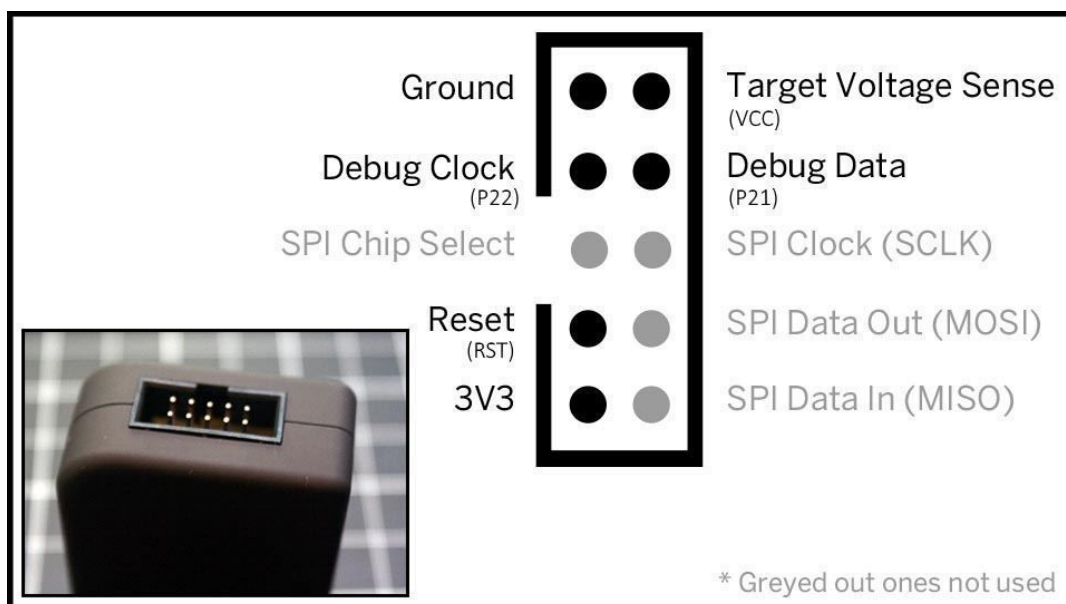 Ground
Target Voltage Sense
(VCC)
Debug Clock
(P22)
Debug Data
(P21)
SPI Chip Select
SPI Clock (SCLK)
Reset
(RST)
SPI Data Out (MOSI)
3V3
SPI Data In (MISO)
* Greyed out ones not used